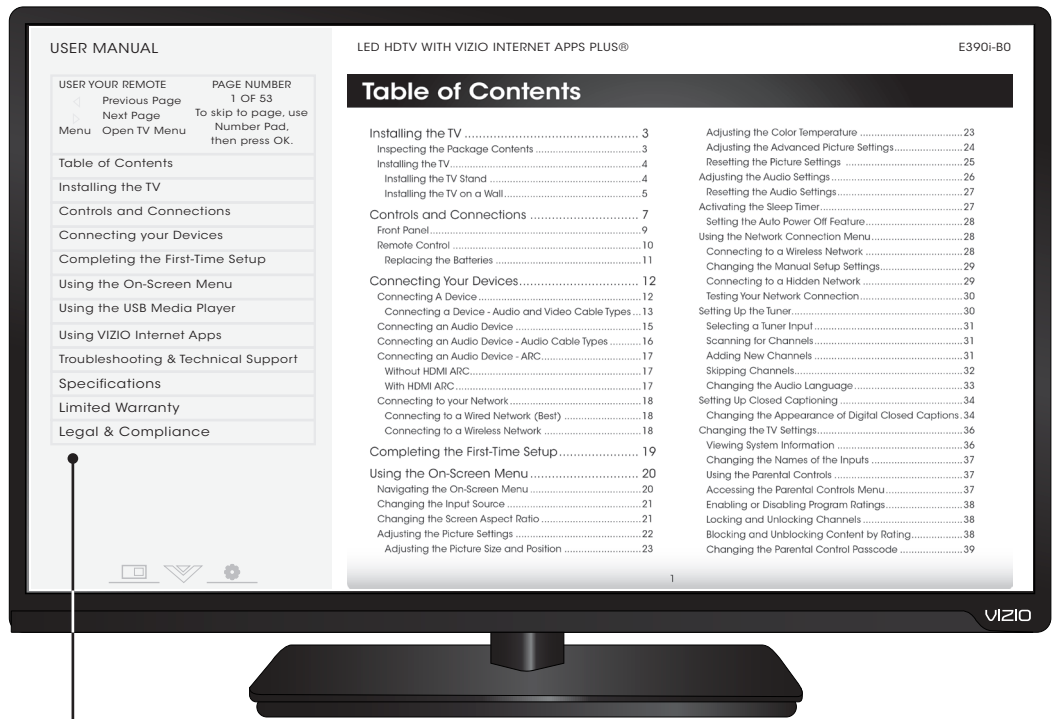 USER MANUAL
USER YOUR REMOTE
Previous Page
Next Page
Menu Open TV Menu
PAGE NUMBER
1 OF 53
To skip to page, use
Number Pad,
then press OK.
Table of Contents
Installing the TV
Controls and Connections
Connecting your Devices
Completing the First-Time Setup
Using the On-Screen Menu
Using the USB Media Player
Using VIZIO Internet Apps
Troubleshooting & Technical Support
Specifications
Limited Warranty
Legal & Compliance
LED HDTV WITH VIZIO INTERNET APPS PLUS®
E390i-B0
Table of Contents
Installing the TV ........ 3
Inspecting the Package Contents ........ 3
Installing the TV ........ 4
Installing the TV Stand ........ 4
Installing the TV on a Wall ........ 5
Controls and Connections ........ 7
Front Panel ........ 9
Remote Control ........ 10
Replacing the Batteries ........ 11
Connecting Your Devices ........ 12
Connecting A Device ........ 12
Connecting a Device - Audio and Video Cable Types ... 13
Connecting an Audio Device ........ 15
Connecting an Audio Device - Audio Cable Types ........ 16
Connecting an Audio Device - ARC ........ 17
Without HDMI ARC ........ 17
With HDMI ARC ........ 17
Connecting to your Network ........ 18
Connecting to a Wired Network (Best) ........ 18
Connecting to a Wireless Network ........ 18
Completing the First-Time Setup ........ 19
Using the On-Screen Menu ........ 20
Navigating the On-Screen Menu ........ 20
Changing the Input Source ........ 21
Changing the Screen Aspect Ratio ........ 21
Adjusting the Picture Settings ........ 22
Adjusting the Picture Size and Position ........ 23
Adjusting the Color Temperature ........ 23
Adjusting the Advanced Picture Settings ........ 24
Resetting the Picture Settings ........ 25
Adjusting the Audio Settings ........ 26
Resetting the Audio Settings ........ 27
Activating the Sleep Timer ........ 27
Setting the Auto Power Off Feature ........ 28
Using the Network Connection Menu ........ 28
Connecting to a Wireless Network ........ 28
Changing the Manual Setup Settings ........ 29
Connecting to a Hidden Network ........ 29
Testing Your Network Connection ........ 30
Setting Up the Tuner ........ 30
Selecting a Tuner Input ........ 31
Scanning for Channels ........ 31
Adding New Channels ........ 31
Skipping Channels ........ 32
Changing the Audio Language ........ 33
Setting Up Closed Captioning ........ 34
Changing the Appearance of Digital Closed Captions . 34
Changing the TV Settings ........ 36
Viewing System Information ........ 36
Changing the Names of the Inputs ........ 37
Using the Parental Controls ........ 37
Accessing the Parental Controls Menu ........ 37
Enabling or Disabling Program Ratings ........ 38
Locking and Unlocking Channels ........ 38
Blocking and Unblocking Content by Rating ........ 38
Changing the Parental Control Passcode ........ 39
1
VIZIO